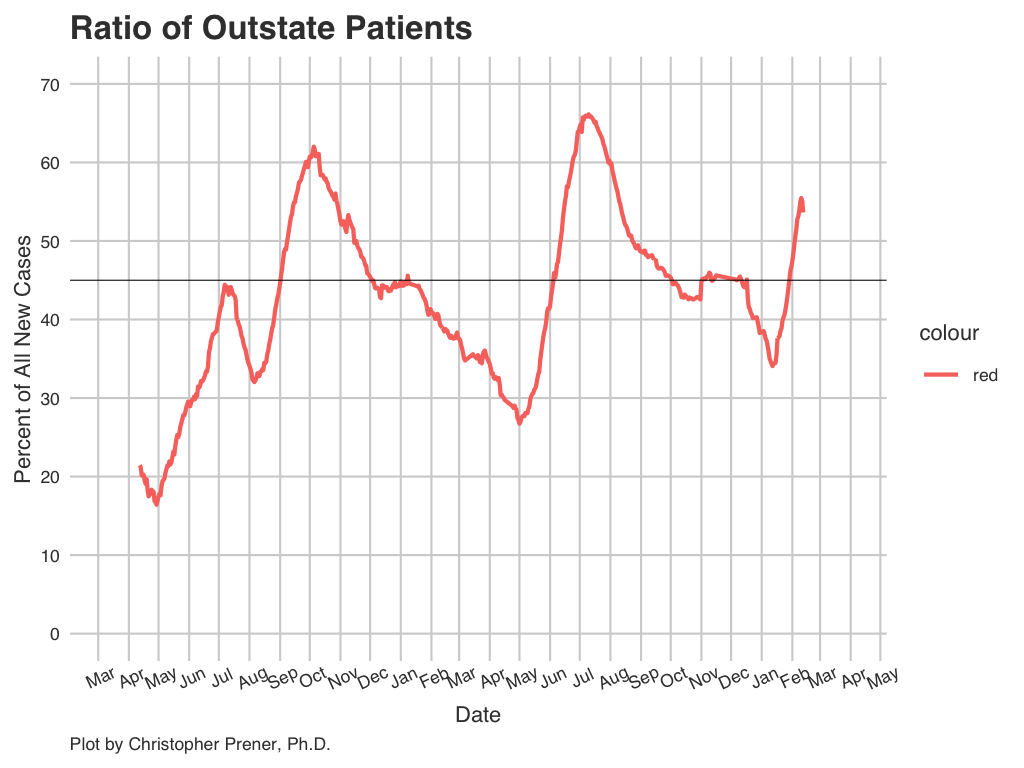 Ratio of Outstate Patients
Percent of All New Cases
70
60
50
40
30
20
10
0
Mar Apr May Jun Jul Aug Sep Oct Nov Dec Jan Feb Mar Apr May Jun Jul Aug Sep Oct Nov Dec Jan Feb Mar Apr May
Date
colour
red
Plot by Christopher Prener, Ph.D.